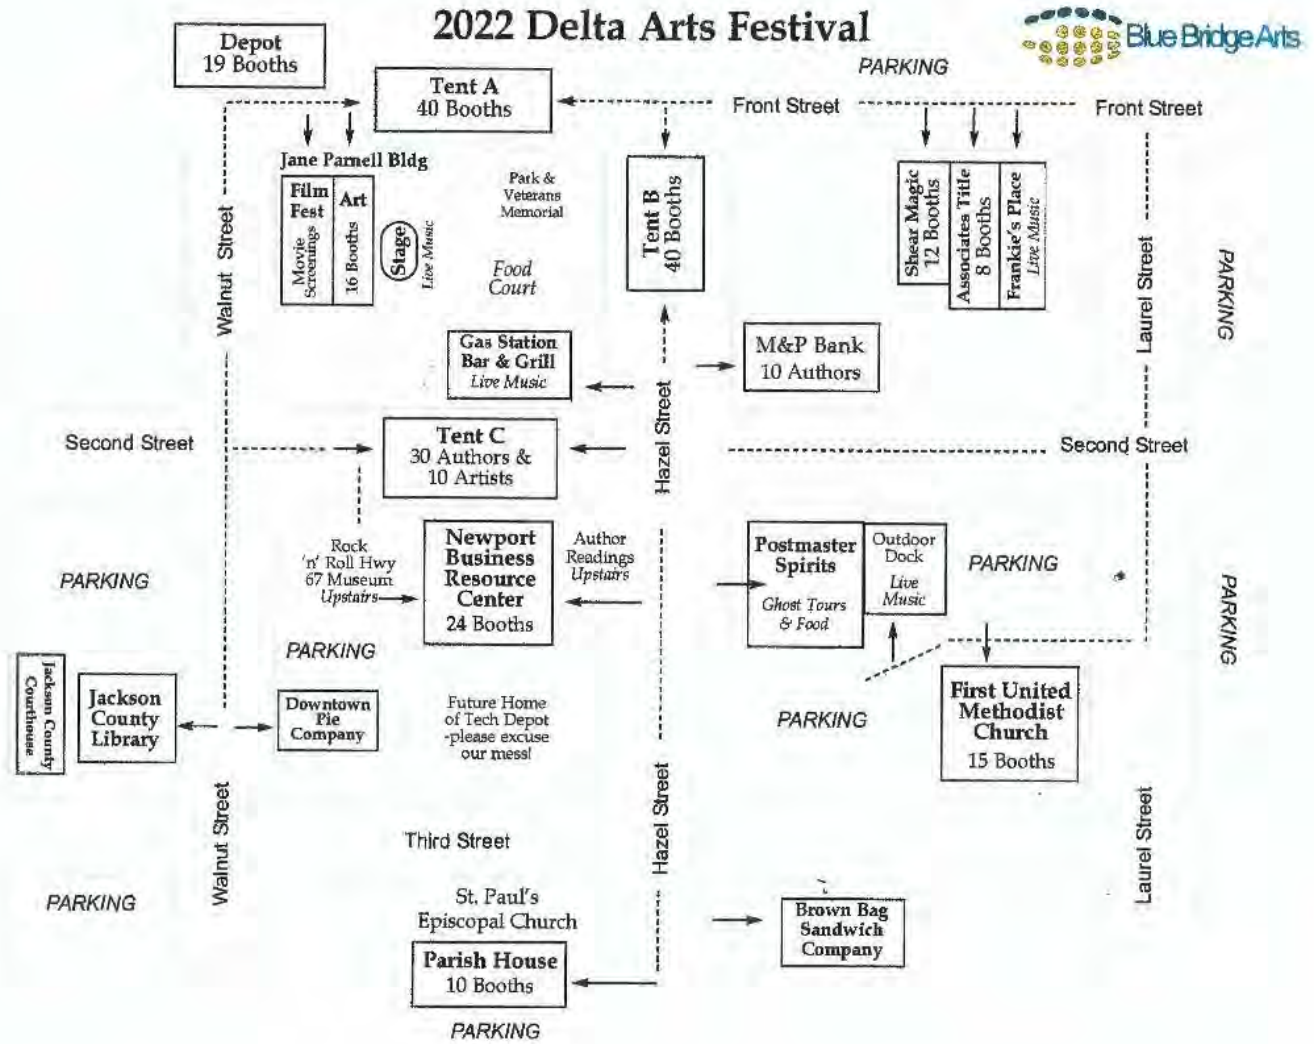 2022 Delta Arts Festival
Blue Bridge Arts
Depot
19 Booths
PARKING
Tent A
40 Booths
Front Street
Front Street
Jane Parnell Bldg
Film
Fest
Movie
Screenings
Art
16 Booths
Stage
Live Music
Park &
Veterans
Memorial
Food
Court
Tent B
40 Booths
Shear Magic
12 Booths
Associates Title
8 Booths
Frankie's Place
Live Music
Walnut Street
Laurel Street
PARKING
Gas Station
Bar & Grill
Live Music
M&P Bank
10 Authors
Hazel Street
Second Street
Tent C
30 Authors &
10 Artists
Second Street
Rock
'n' Roll Hwy
67 Museum
Upstairs
Newport
Business
Resource
Center
24 Booths
Author
Readings
Upstairs
Postmaster
Spirits
Ghost Tours
& Food
Outdoor
Dock
Live
Music
PARKING
PARKING
PARKING
PARKING
Jackson County
Courthouse
Jackson
County
Library
Downtown
Pie
Company
Future Home
of Tech Depot
-please excuse
our mess!
PARKING
First United
Methodist
Church
15 Booths
Walnut Street
Third Street
Hazel Street
Laurel Street
PARKING
St. Paul's
Episcopal Church
Parish House
10 Booths
Brown Bag
Sandwich
Company
PARKING